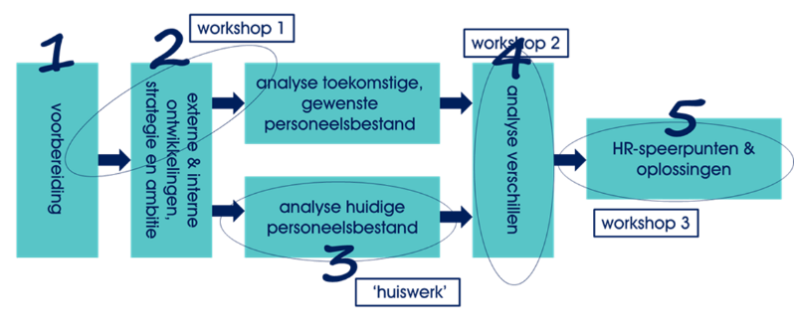 1
voorbereiding
2
workshop 1
externe & interne
ontwikkelingen,
strategie en ambitie
analyse toekomstige,
gewenste
personeelsbestand
analyse huidige
personeelsbestand
3
'huiswerk'
workshop 2
4
analyse verschillen
5
HR-speerpunten &
oplossingen
workshop 3